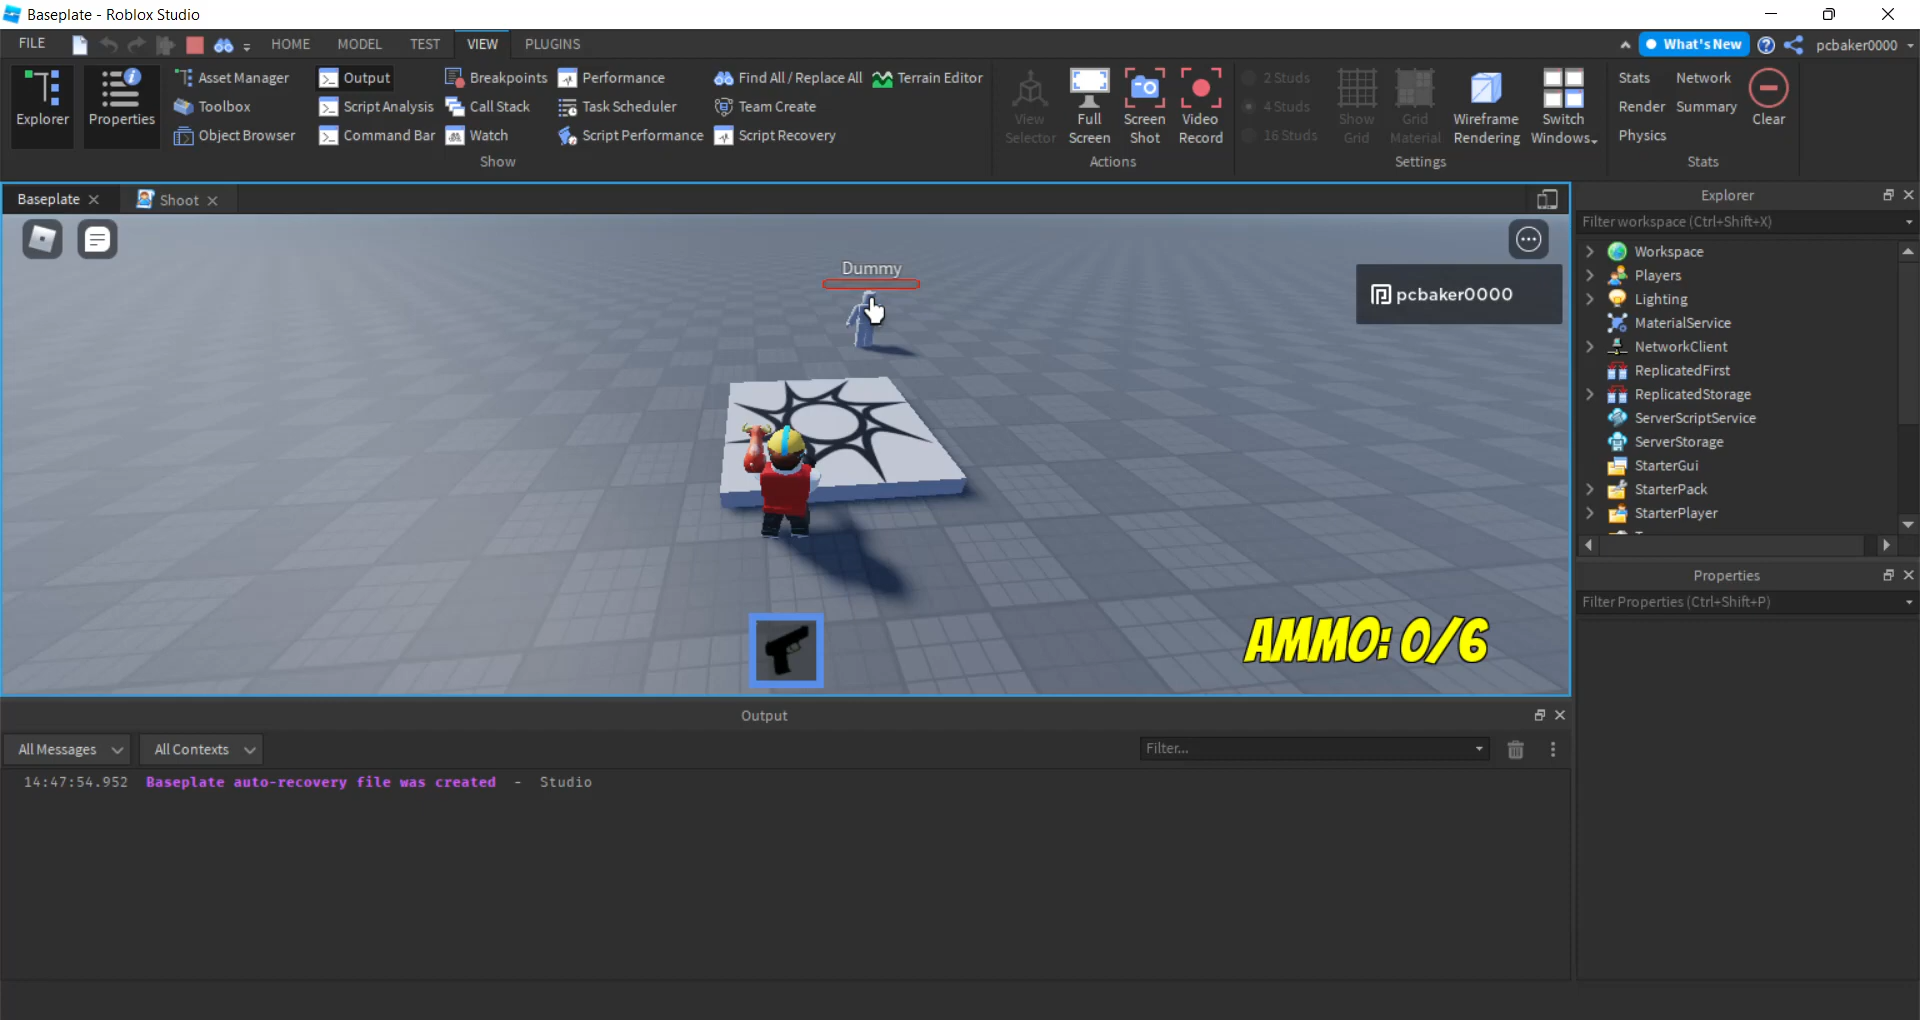 Baseplate - Roblox Studio
FILE HOME MODEL TEST VIEW PLUGINS What's New pcbaker0000
Explorer
Properties
Asset Manager
Toolbox
Object Browser
Output
Script Analysis
Command Bar
Breakpoints
Call Stack
Watch
Performance
Task Scheduler
Script Performance
Find All / Replace All
Team Create
Script Recovery
Terrain Editor
Show
View Selector
Full Screen
Screen Shot
Video Record
Actions
2 Studs
4 Studs
16 Studs
Show Grid
Grid Material
Wireframe Rendering
Switch Windows
Settings
Stats
Network
Render
Summary
Physics
Clear
Stats
Baseplate
Shoot
Dummy
pcbaker0000
AMMO: 0/6
Explorer
Filter workspace (Ctrl+Shift+X)
Workspace
Players
Lighting
MaterialService
NetworkClient
ReplicatedFirst
ReplicatedStorage
ServerScriptService
ServerStorage
StarterGui
StarterPack
StarterPlayer
Properties
Filter Properties (Ctrl+Shift+P)
Output
All Messages
All Contexts
Filter...
14:47:54.952 Baseplate auto-recovery file was created - Studio